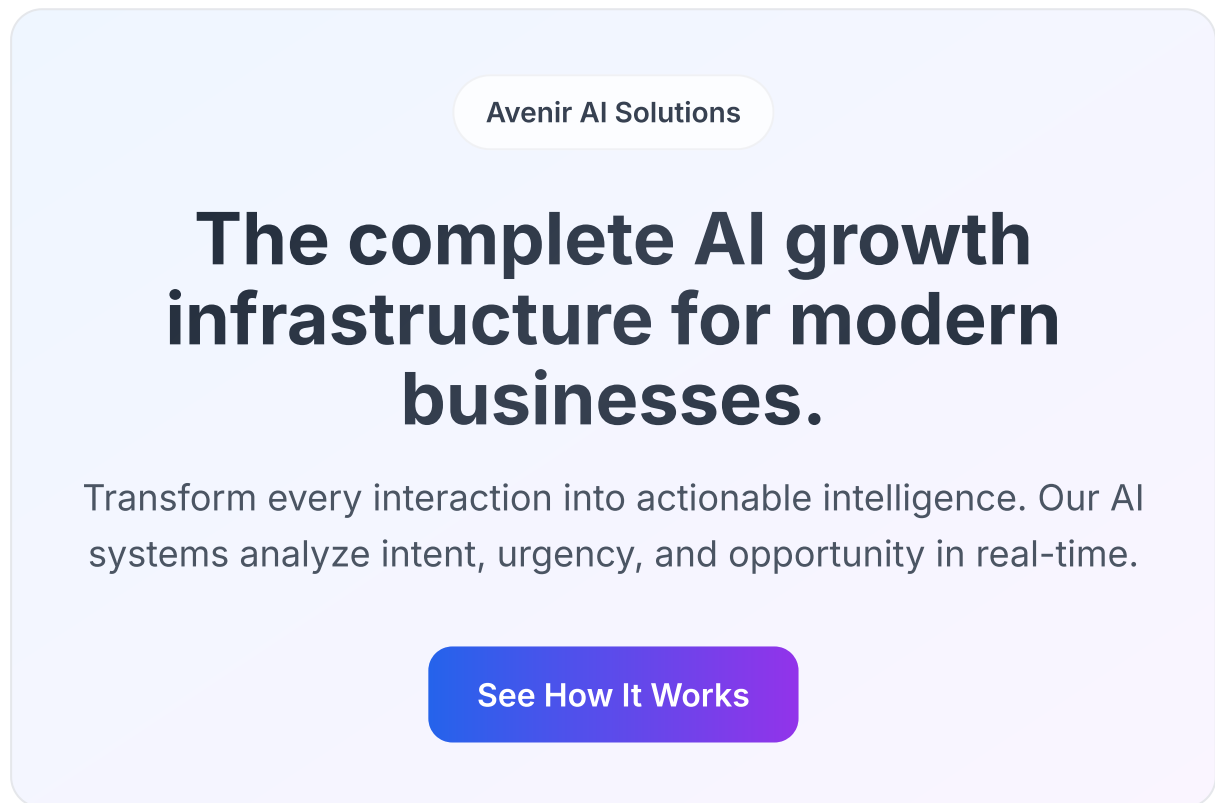 Avenir AI Solutions
The complete AI growth
infrastructure for modern
businesses.
Transform every interaction into actionable intelligence. Our AI
systems analyze intent, urgency, and opportunity in real-time.
See How It Works